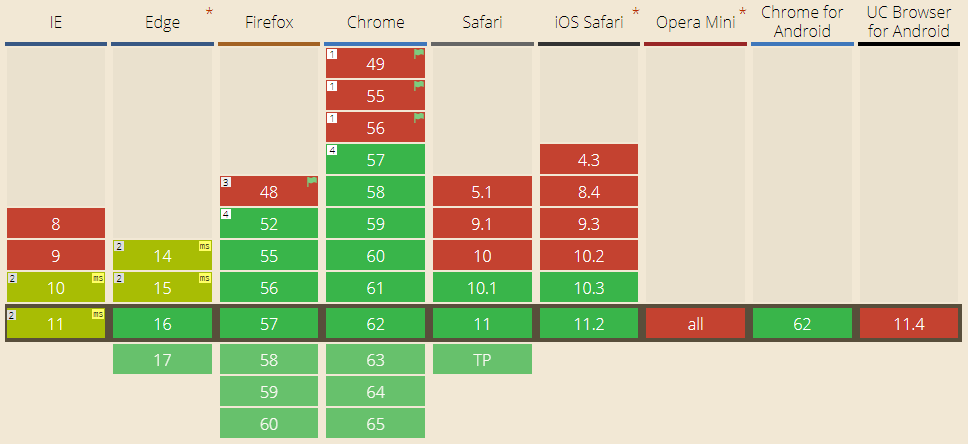 IE Edge * Firefox Chrome Safari iOS Safari * Opera Mini * Chrome for Android UC Browser for Android
1 49
1 55
1 56
4 57 4.3
3 48 58 5.1 8.4
8 4 52 59 9.1 9.3
9 2 14 ms 55 60 10 10.2
2 10 ms 2 15 ms 56 61 10.1 10.3
2 11 ms 16 57 62 11 11.2 all 62 11.4
17 58 63 TP
59 64
60 65